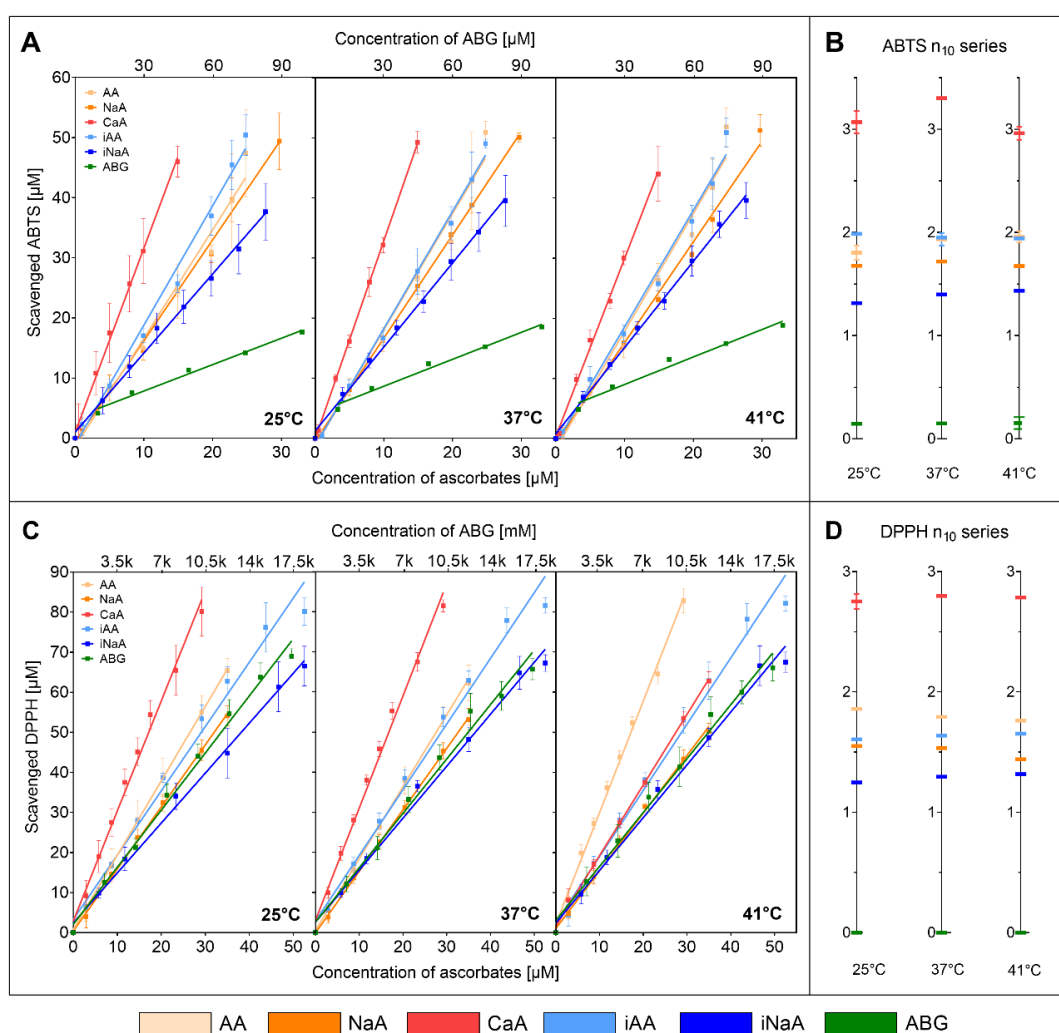 A
Concentration of ABG [µM]
30 60 90 30 60 90 30 60 90
Scavenged ABTS [µM]
60
50
40
30
20
10
0
AA
NaA
CaA
iAA
iNaA
ABG
25°C 37°C 41°C
0 10 20 30 0 10 20 30 0 10 20 30
Concentration of ascorbates [µM]
B
ABTS n10 series
3 3 3
2 2 2
1 1 1
0 0 0
25°C 37°C 41°C
C
Concentration of ABG [mM]
3.5k 7k 10.5k 14k 17.5k 3.5k 7k 10.5k 14k 17.5k 3.5k 7k 10.5k 14k 17.5k
Scavenged DPPH [µM]
90
80
70
60
50
40
30
20
10
0
AA
NaA
CaA
iAA
iNaA
ABG
25°C 37°C 41°C
0 10 20 30 40 50 0 10 20 30 40 50 0 10 20 30 40 50
Concentration of ascorbates [µM]
D
DPPH n10 series
3 3 3
2 2 2
1 1 1
0 0 0
25°C 37°C 41°C
AA NaA CaA iAA iNaA ABG